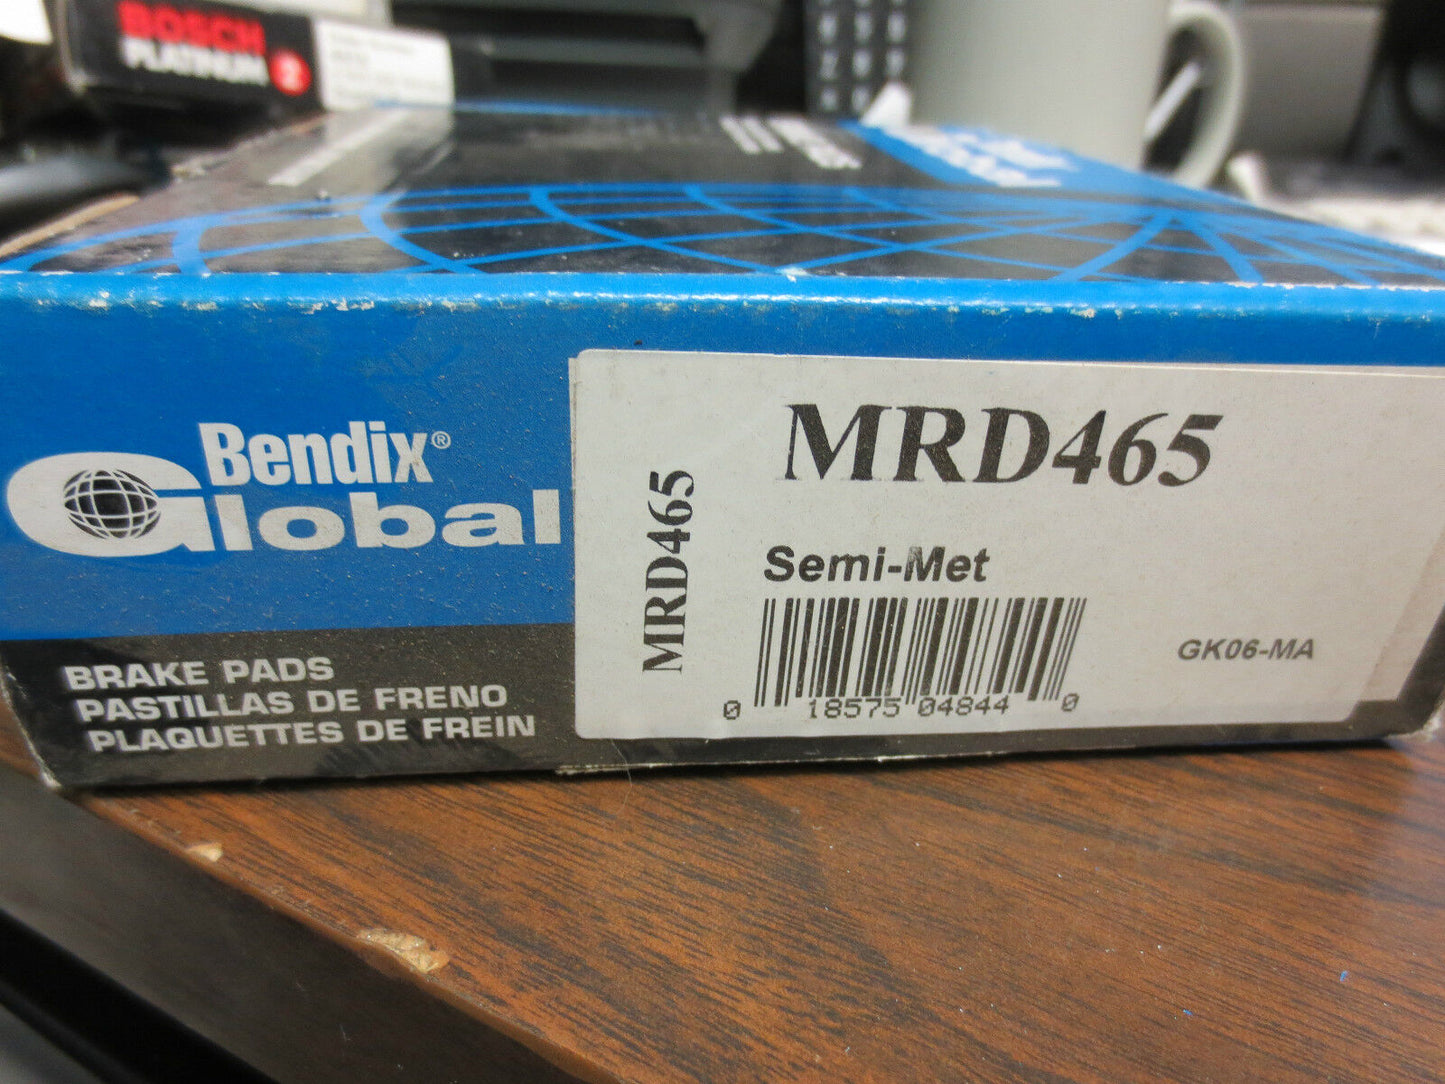 BOSCH
PLATINUM 2
Bendix®
Global
BRAKE PADS
PASTILLAS DE FRENO
PLAQUETTES DE FREIN
MRD465
MRD465
Semi-Met
GK06-MA
0 18575 04844 0